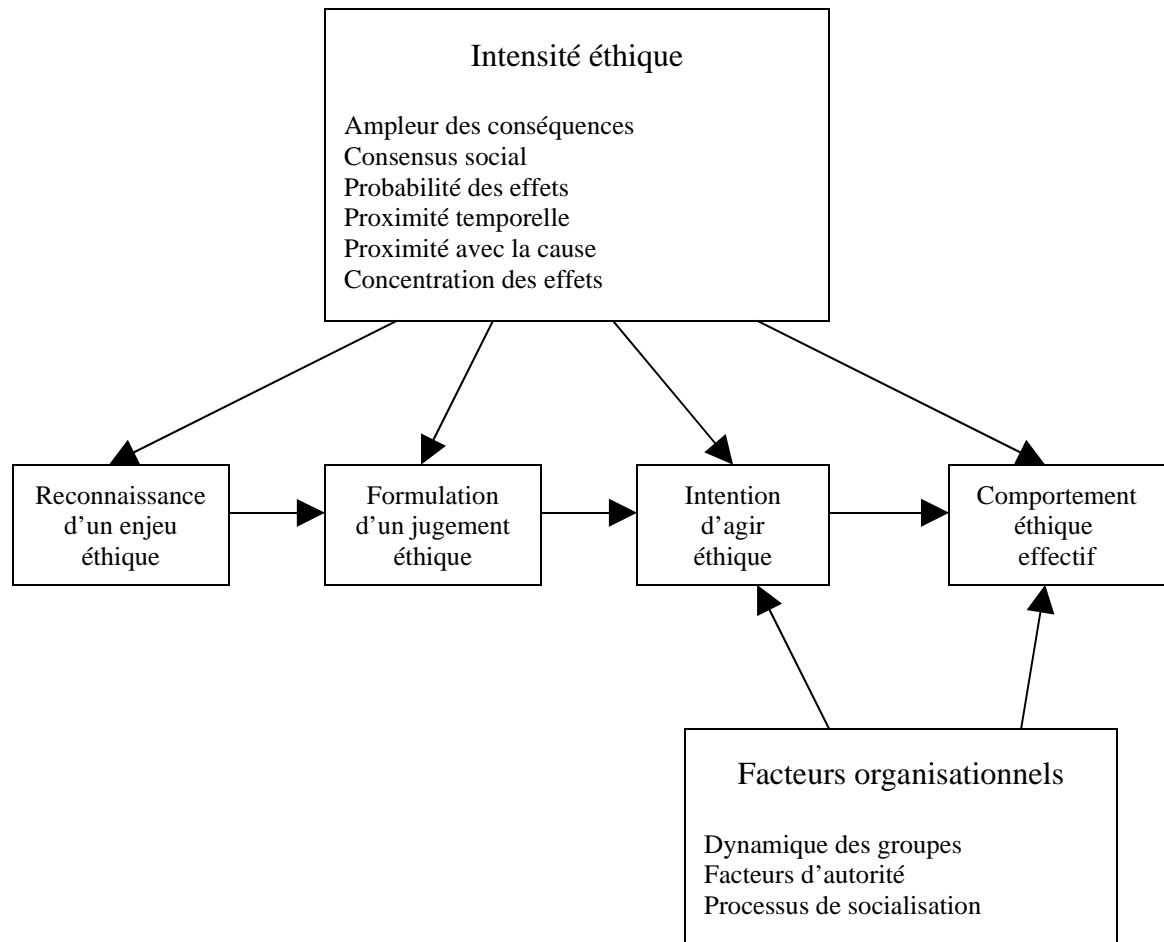 Intensité éthique
Ampleur des conséquences
Consensus social
Probabilité des effets
Proximité temporelle
Proximité avec la cause
Concentration des effets
Reconnaissance
d’un enjeu
éthique
Formulation
d’un jugement
éthique
Intention
d’agir
éthique
Comportement
éthique
effectif
Facteurs organisationnels
Dynamique des groupes
Facteurs d’autorité
Processus de socialisation